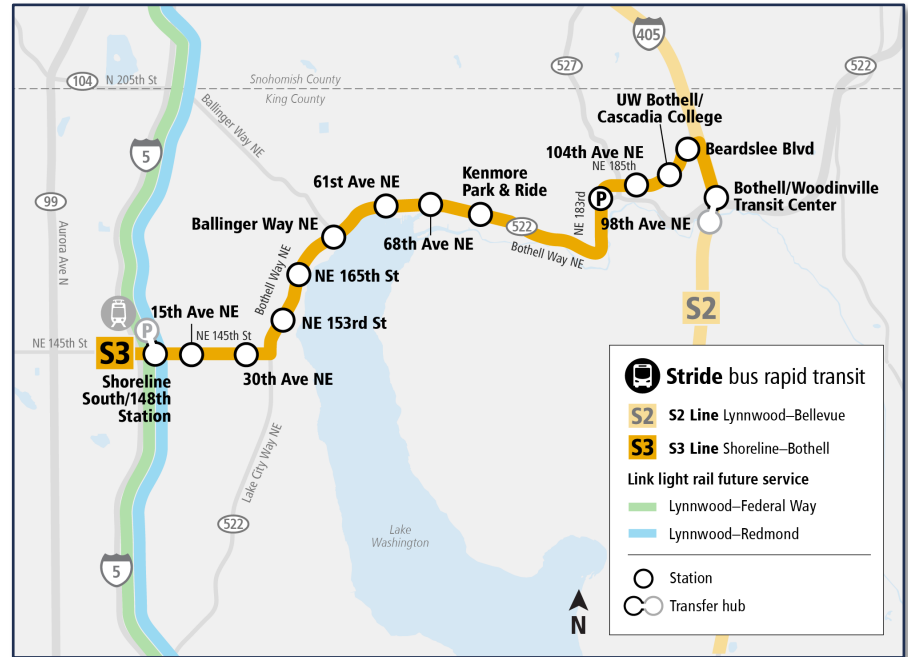 405
104
N 205th St
Snohomish County
King County
527
522
Ballinger Way NE
5
UW Bothell/
Cascadia College
104th Ave NE
NE 185th
Beardslee Blvd
61st Ave NE
Kenmore
Park & Ride
P
Bothell/Woodinville
Transit Center
99
Aurora Ave N
Ballinger Way NE
68th Ave NE
522
NE 183rd
98th Ave NE
Bothell Way NE
Bothell Way NE
NE 165th St
S2
15th Ave NE
P
NE 153rd St
NE 145th St
NE 145th St
S3
30th Ave NE
Shoreline
South/148th
Station
Lake City Way NE
522
Lake
Washington
5
N
Stride bus rapid transit
S2 S2 Line Lynnwood–Bellevue
S3 S3 Line Shoreline–Bothell
Link light rail future service
Lynnwood–Federal Way
Lynnwood–Redmond
Station
Transfer hub